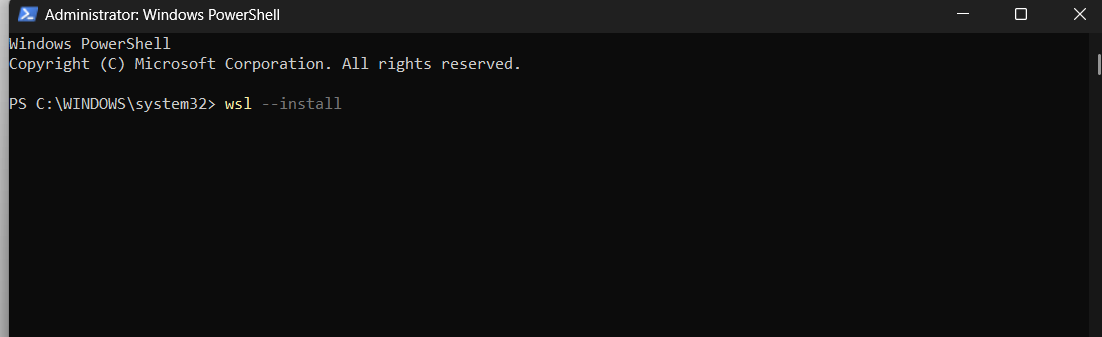 Administrator: Windows PowerShell
Windows PowerShell
Copyright (C) Microsoft Corporation. All rights reserved.
PS C:\WINDOWS\system32> wsl --install